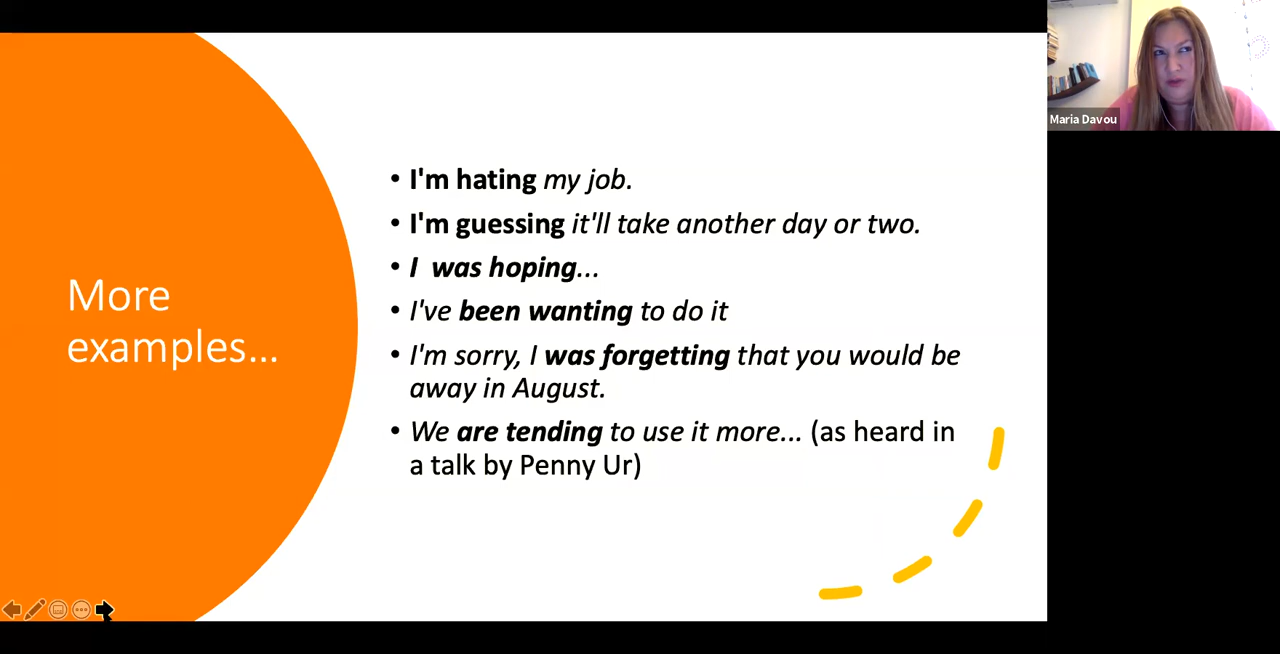 More
examples...
• I'm hating my job.
• I'm guessing it'll take another day or two.
• I was hoping...
• I've been wanting to do it
• I'm sorry, I was forgetting that you would be
away in August.
• We are tending to use it more... (as heard in
a talk by Penny Ur)
Maria Davou